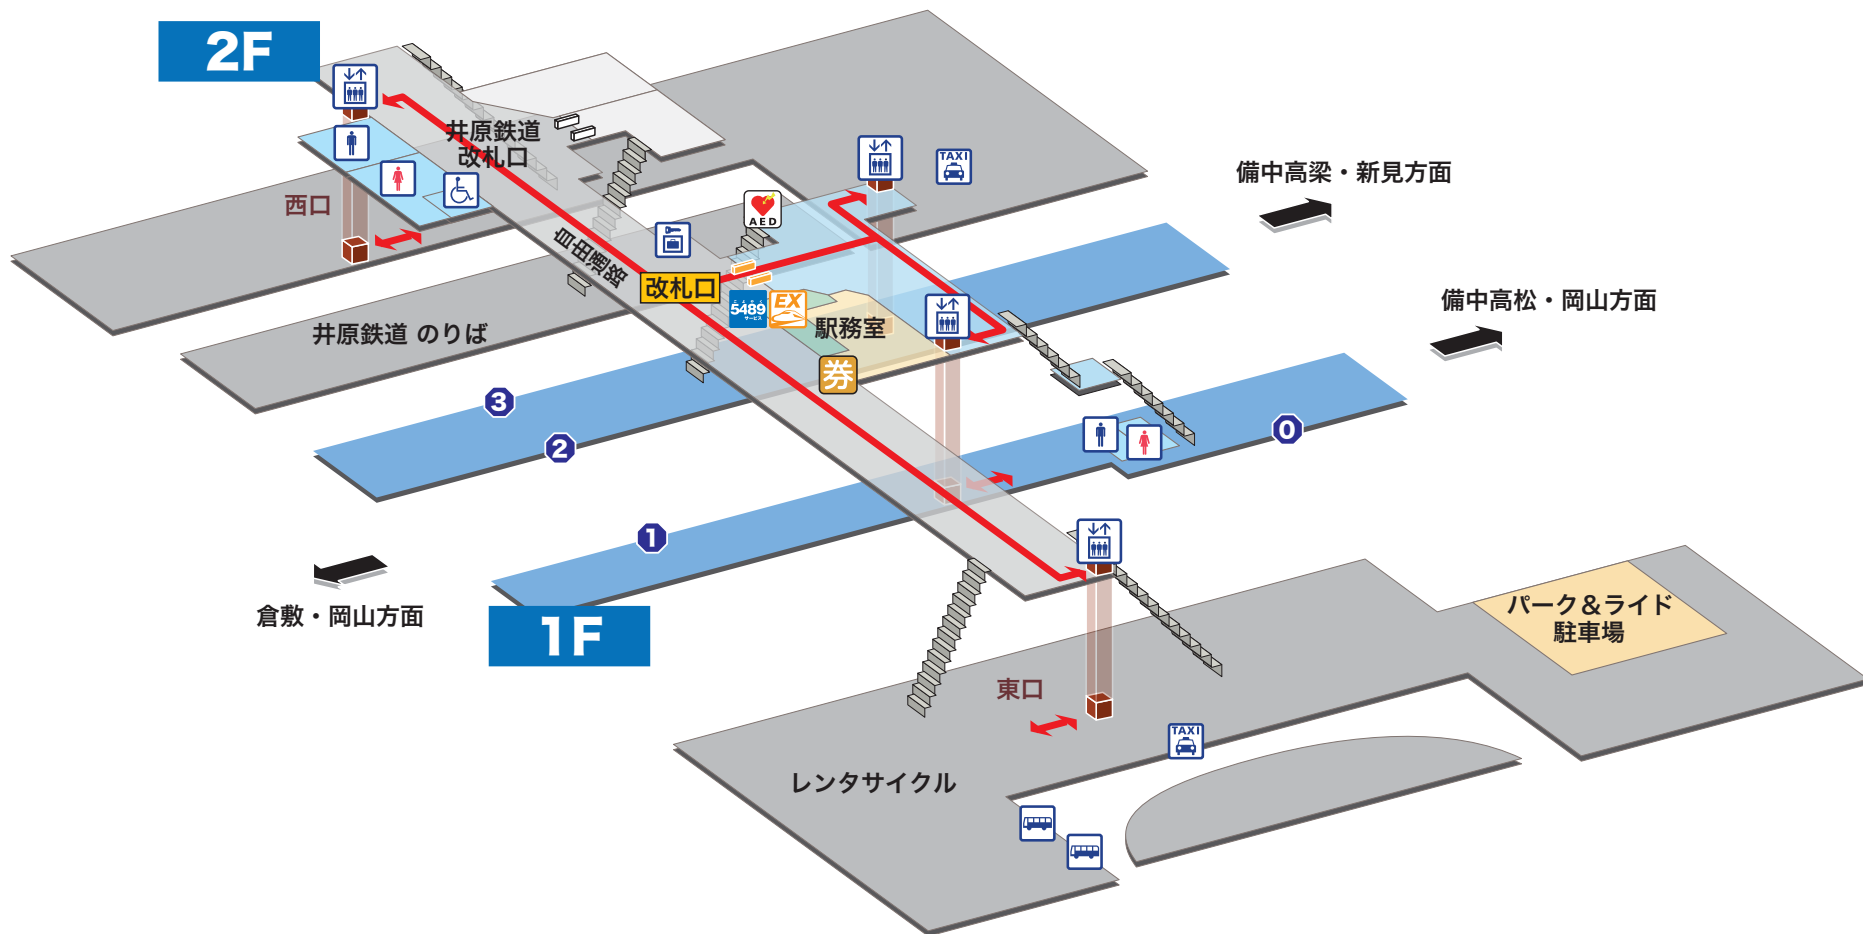 2F
井原鉄道
改札口
TAXI
備中高梁・新見方面
西口
AED
自由通路
改札口
5489
サービス
EX
駅務室
備中高松・岡山方面
井原鉄道 のりば
券
3
2
0
1
倉敷・岡山方面
1F
パーク&ライド
駐車場
東口
TAXI
レンタサイクル